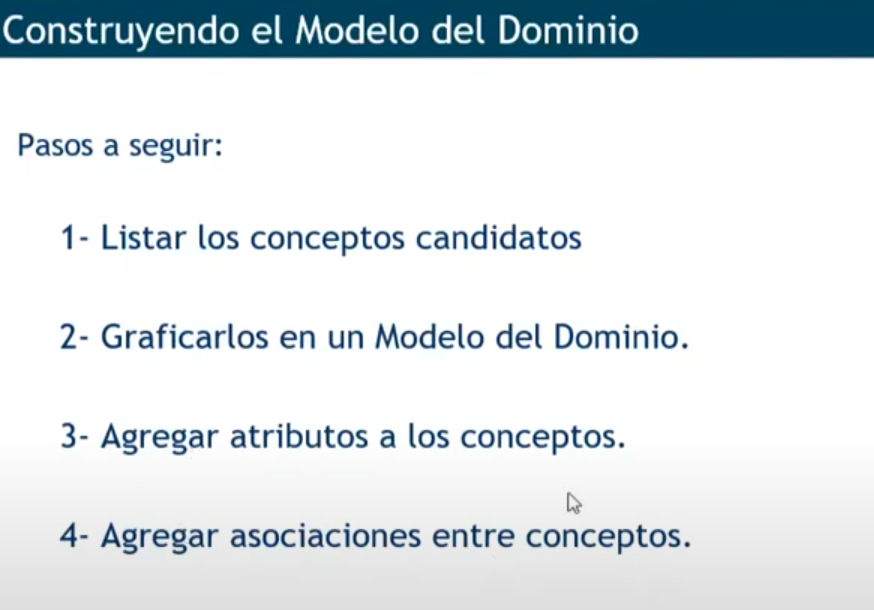 Construyendo el Modelo del Dominio
Pasos a seguir:
1- Listar los conceptos candidatos
2- Graficarlos en un Modelo del Dominio.
3- Agregar atributos a los conceptos.
4- Agregar asociaciones entre conceptos.